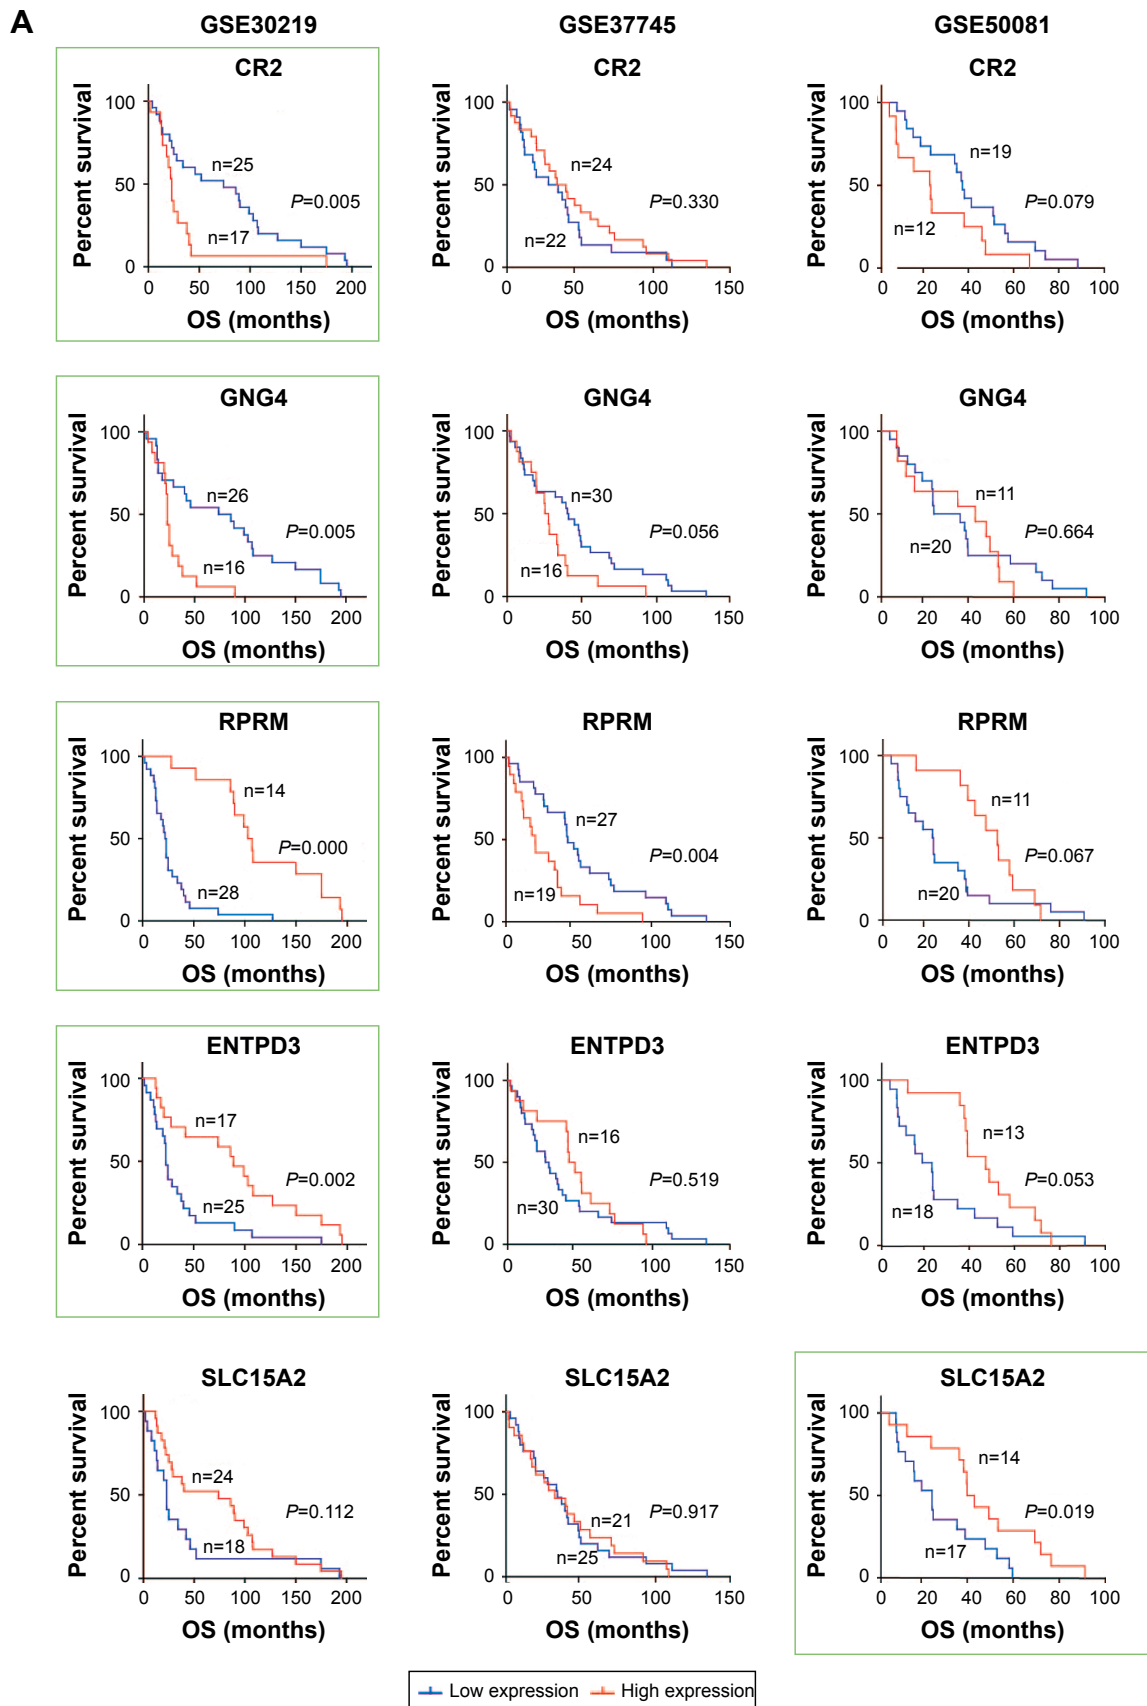 A
GSE30219 GSE37745 GSE50081
CR2 CR2 CR2
Percent survival 100 50 0 n=25 n=17 P=0.005 0 50 100 150 200 OS (months)
Percent survival 100 50 0 n=24 n=22 P=0.330 0 50 100 150 OS (months)
Percent survival 100 50 0 n=19 n=12 P=0.079 0 20 40 60 80 100 OS (months)
GNG4 GNG4 GNG4
Percent survival 100 50 0 n=26 n=16 P=0.005 0 50 100 150 200 OS (months)
Percent survival 100 50 0 n=30 n=16 P=0.056 0 50 100 150 OS (months)
Percent survival 100 50 0 n=11 n=20 P=0.664 0 20 40 60 80 100 OS (months)
RPRM RPRM RPRM
Percent survival 100 50 0 n=14 n=28 P=0.000 0 50 100 150 200 OS (months)
Percent survival 100 50 0 n=27 n=19 P=0.004 0 50 100 150 OS (months)
Percent survival 100 50 0 n=11 n=20 P=0.067 0 20 40 60 80 100 OS (months)
ENTPD3 ENTPD3 ENTPD3
Percent survival 100 50 0 n=17 n=25 P=0.002 0 50 100 150 200 OS (months)
Percent survival 100 50 0 n=16 n=30 P=0.519 0 50 100 150 OS (months)
Percent survival 100 50 0 n=13 n=18 P=0.053 0 20 40 60 80 100 OS (months)
SLC15A2 SLC15A2 SLC15A2
Percent survival 100 50 0 n=24 n=18 P=0.112 0 50 100 150 200 OS (months)
Percent survival 100 50 0 n=21 n=25 P=0.917 0 50 100 150 OS (months)
Percent survival 100 50 0 n=14 n=17 P=0.019 0 20 40 60 80 100 OS (months)
Low expression High expression